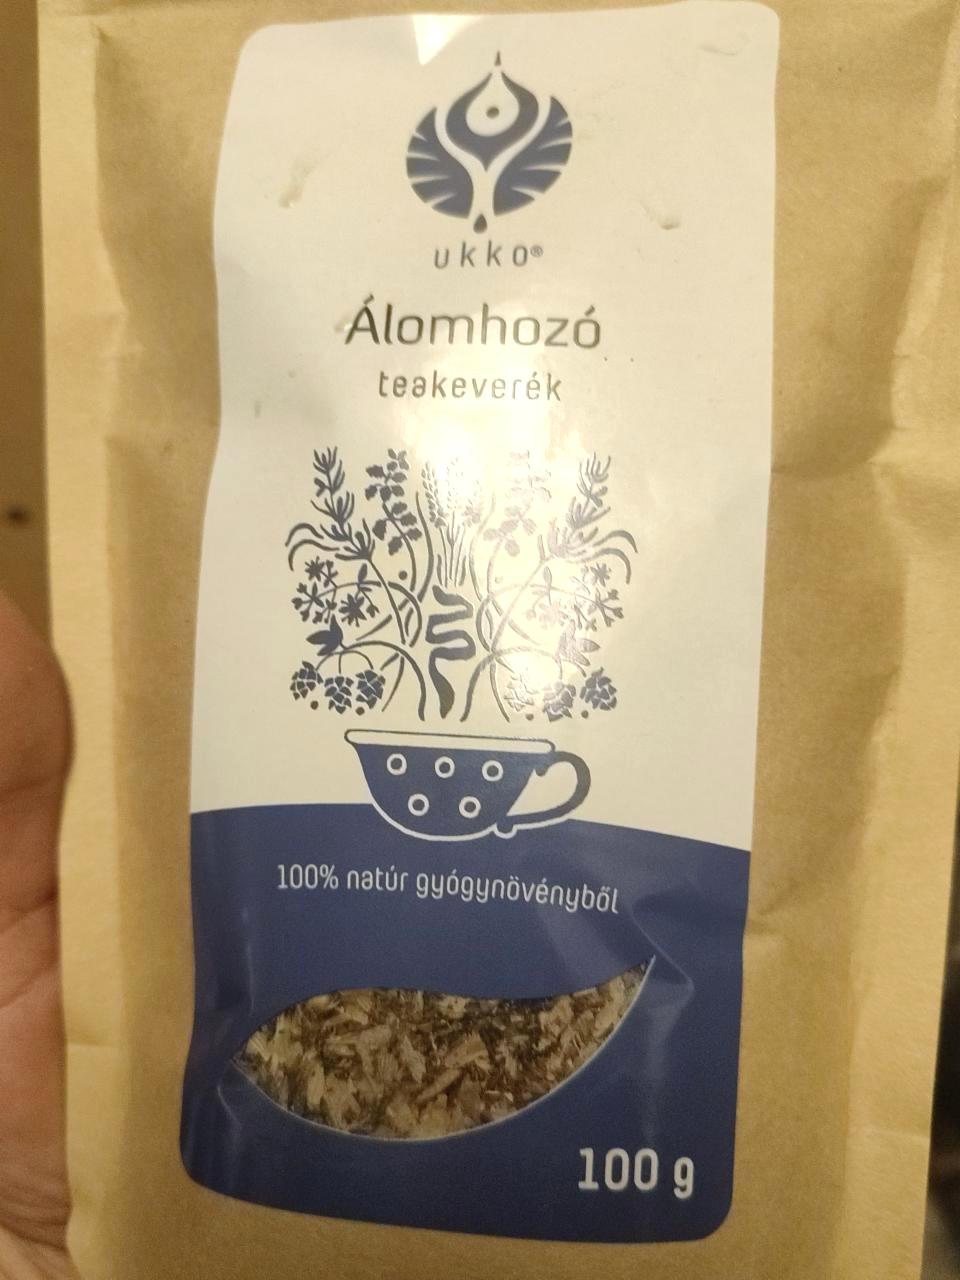 ukko®
Álomhozó
teakeverék
100% natúr gyógynövényből
100 g